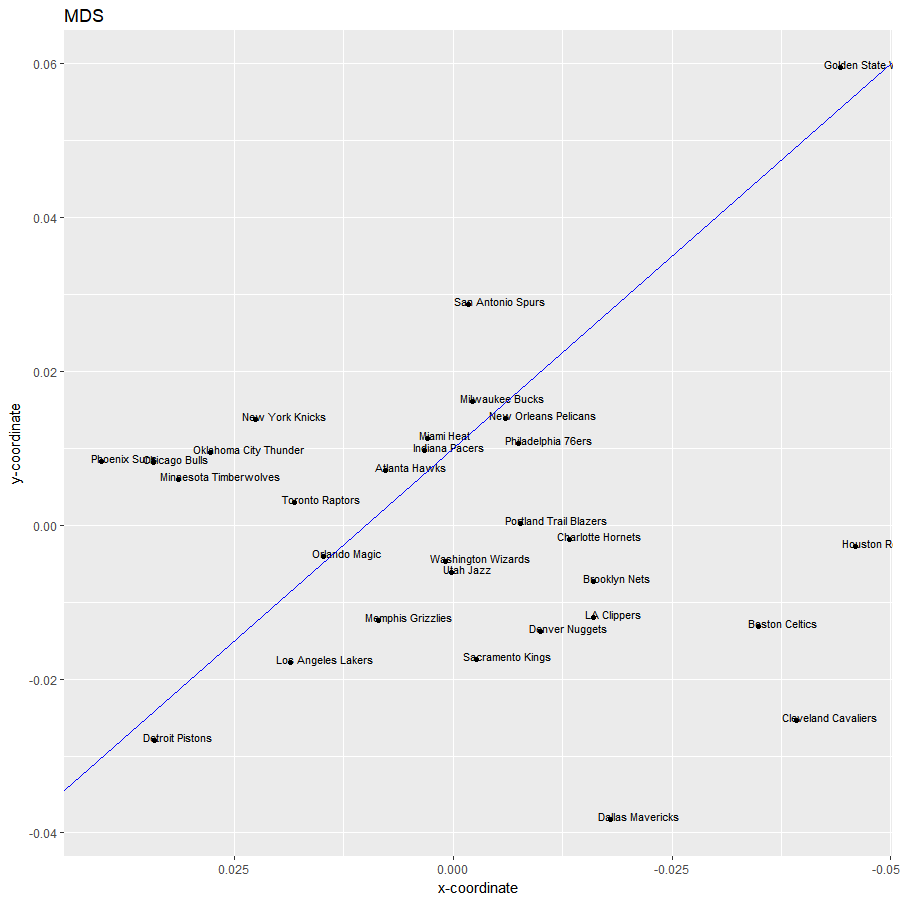 MDS
0.06
Golden State
San Antonio Spurs
0.04
0.02
Milwaukee Bucks
New York Knicks
New Orleans Pelicans
Miami Heat
Philadelphia 76ers
Oklahoma City Thunder
Indiana Pacers
Phoenix Suns
Chicago Bulls
Atlanta Hawks
Minnesota Timberwolves
Toronto Raptors
y-coordinate
0.00
Portland Trail Blazers
Charlotte Hornets
Houston R
Orlando Magic
Washington Wizards
Utah Jazz
Brooklyn Nets
LA Clippers
Memphis Grizzlies
Boston Celtics
Denver Nuggets
Sacramento Kings
Los Angeles Lakers
-0.02
Cleveland Cavaliers
Detroit Pistons
Dallas Mavericks
-0.04
0.025
0.000
-0.025
-0.05
x-coordinate